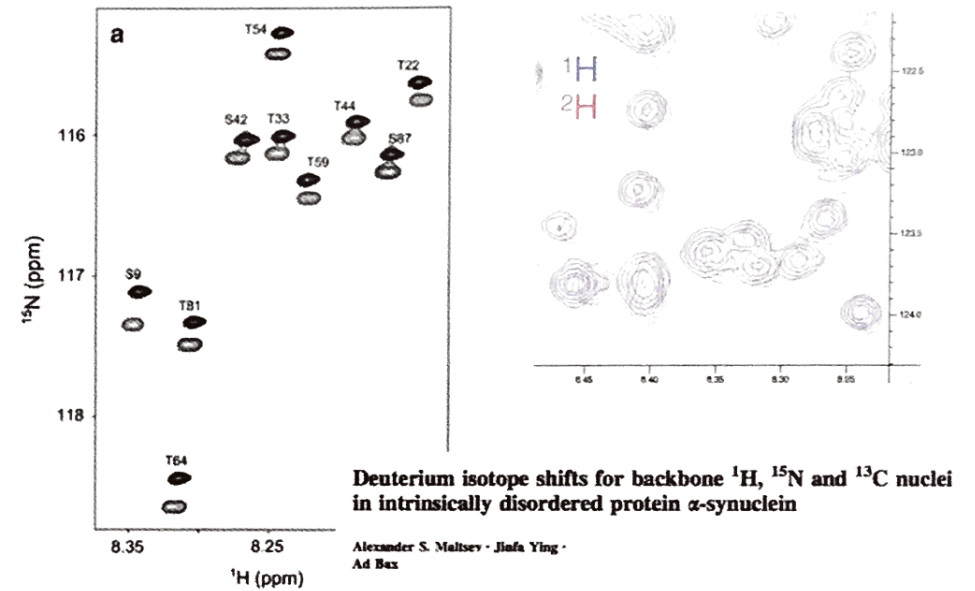 a
T54
T22
T44
S42
T33
S87
T59
116
S9
117
T81
118
T64
8.35
8.25
¹H (ppm)
¹⁵N (ppm)
¹H
²H
122.5
123.0
123.5
124.0
8.45
8.40
8.35
8.30
8.25
Deuterium isotope shifts for backbone ¹H, ¹⁵N and ¹³C nuclei
in intrinsically disordered protein α-synuclein
Alexander S. Maltsev · Jinfa Ying ·
Ad Bax